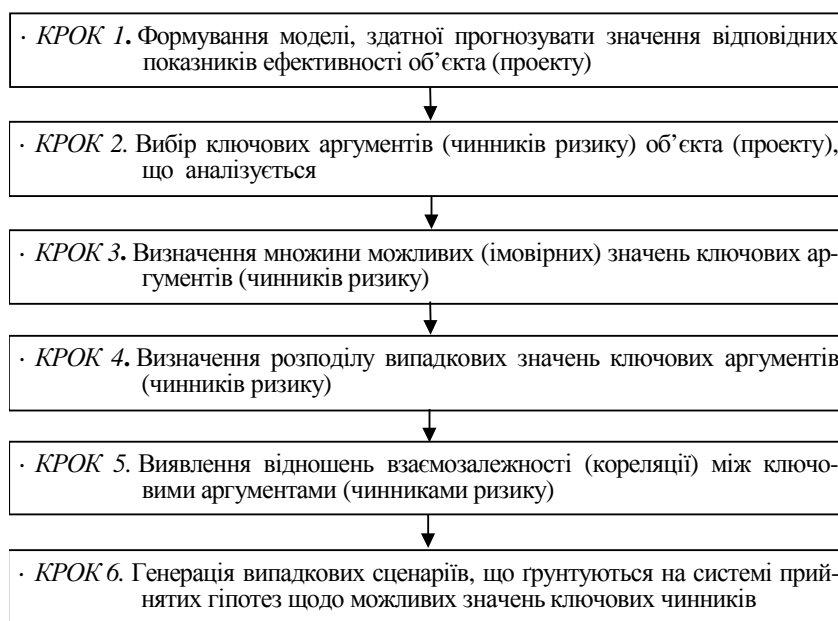 · КРОК 1. Формування моделі, здатної прогнозувати значення відповідних
показників ефективності об’єкта (проекту)
· КРОК 2. Вибір ключових аргументів (чинників ризику) об’єкта (проекту),
що аналізується
· КРОК 3. Визначення множини можливих (імовірних) значень ключових ар-
гументів (чинників ризику)
· КРОК 4. Визначення розподілу випадкових значень ключових аргументів
(чинників ризику)
· КРОК 5. Виявлення відношень взаємозалежності (кореляції) між ключо-
вими аргументами (чинниками ризику)
· КРОК 6. Генерація випадкових сценаріїв, що ґрунтуються на системі прий-
нятих гіпотез щодо можливих значень ключових чинників